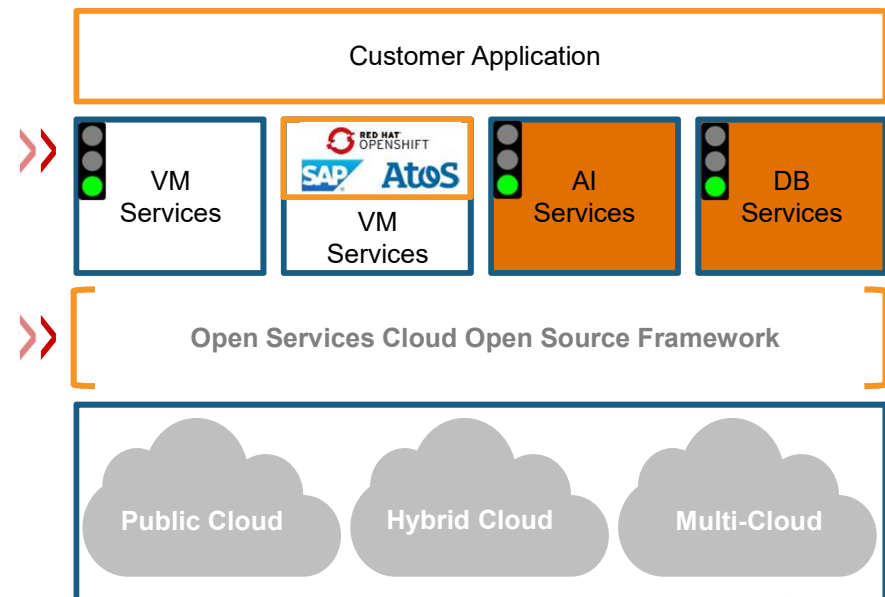 Customer Application
VM
Services
RED HAT
OPENSHIFT
SAP
Atos
VM
Services
AI
Services
DB
Services
Open Services Cloud Open Source Framework
Public Cloud
Hybrid Cloud
Multi-Cloud